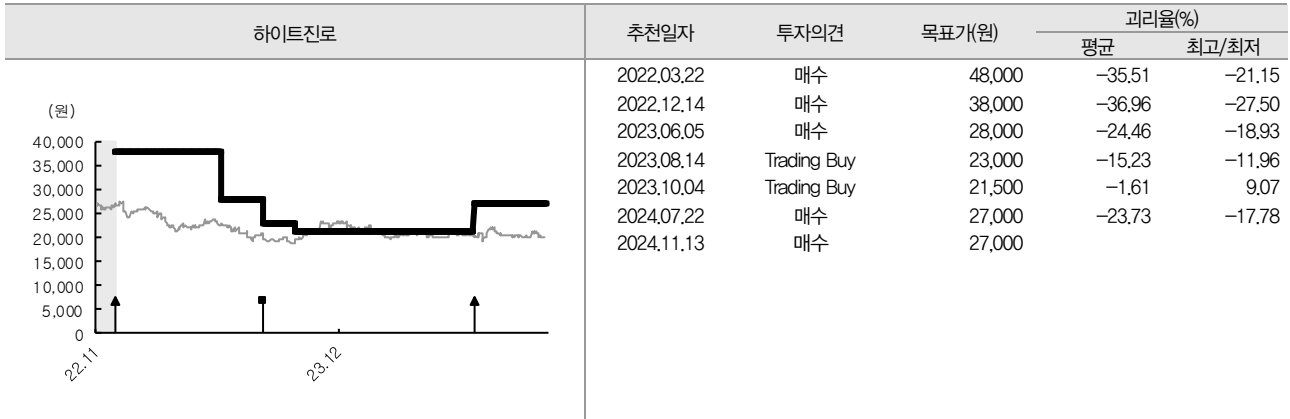 하이트진로
추천일자 투자의견 목표가(원) 괴리율(%)
평균 최고/최저
2022.03.22 매수 48,000 -35.51 -21.15
2022.12.14 매수 38,000 -36.96 -27.50
2023.06.05 매수 28,000 -24.46 -18.93
2023.08.14 Trading Buy 23,000 -15.23 -11.96
2023.10.04 Trading Buy 21,500 -1.61 9.07
2024.07.22 매수 27,000 -23.73 -17.78
2024.11.13 매수 27,000
(원)
40,000
35,000
30,000
25,000
20,000
15,000
10,000
5,000
0
22.11 23.12